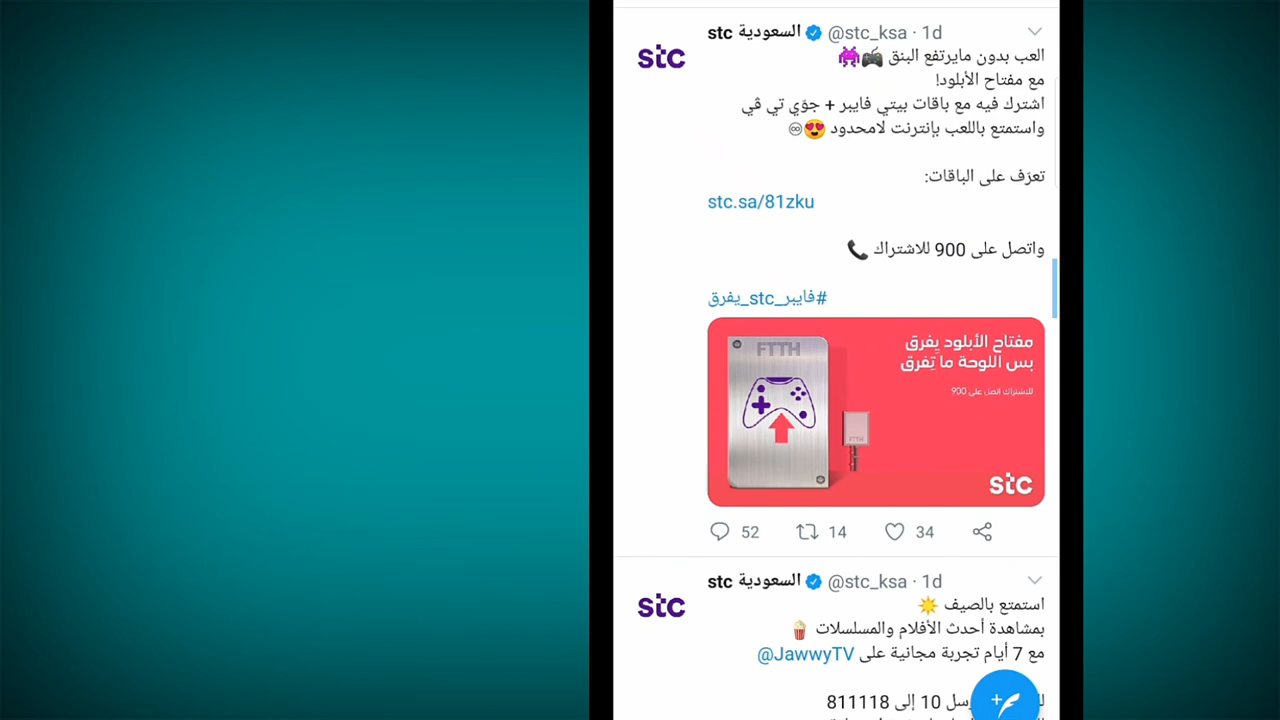 stc السعودية @stc_ksa · 1d
stc
العب بدون مايرتفع البنق 🎮👾
مع مفتاح الأبلود!
اشترك فيه مع باقات بيتي فايبر + جوّي تي ڤي
واستمتع باللعب بإنترنت لامحدود 😍♾
تعرّف على الباقات:
stc.sa/81zku
واتصل على 900 للاشتراك 📞
#فايبر_stc_يفرق
مفتاح الأبلود يفرق
بس اللوحة ما تِفرق
للإشتراك اتصل على 900
FTTH
FTTH
stc
52 14 34
stc السعودية @stc_ksa · 1d
stc
استمتع بالصيف ☀️
بمشاهدة أحدث الأفلام والمسلسلات 🍿
مع 7 أيام تجربة مجانية على @JawwyTV
10 إلى 811118